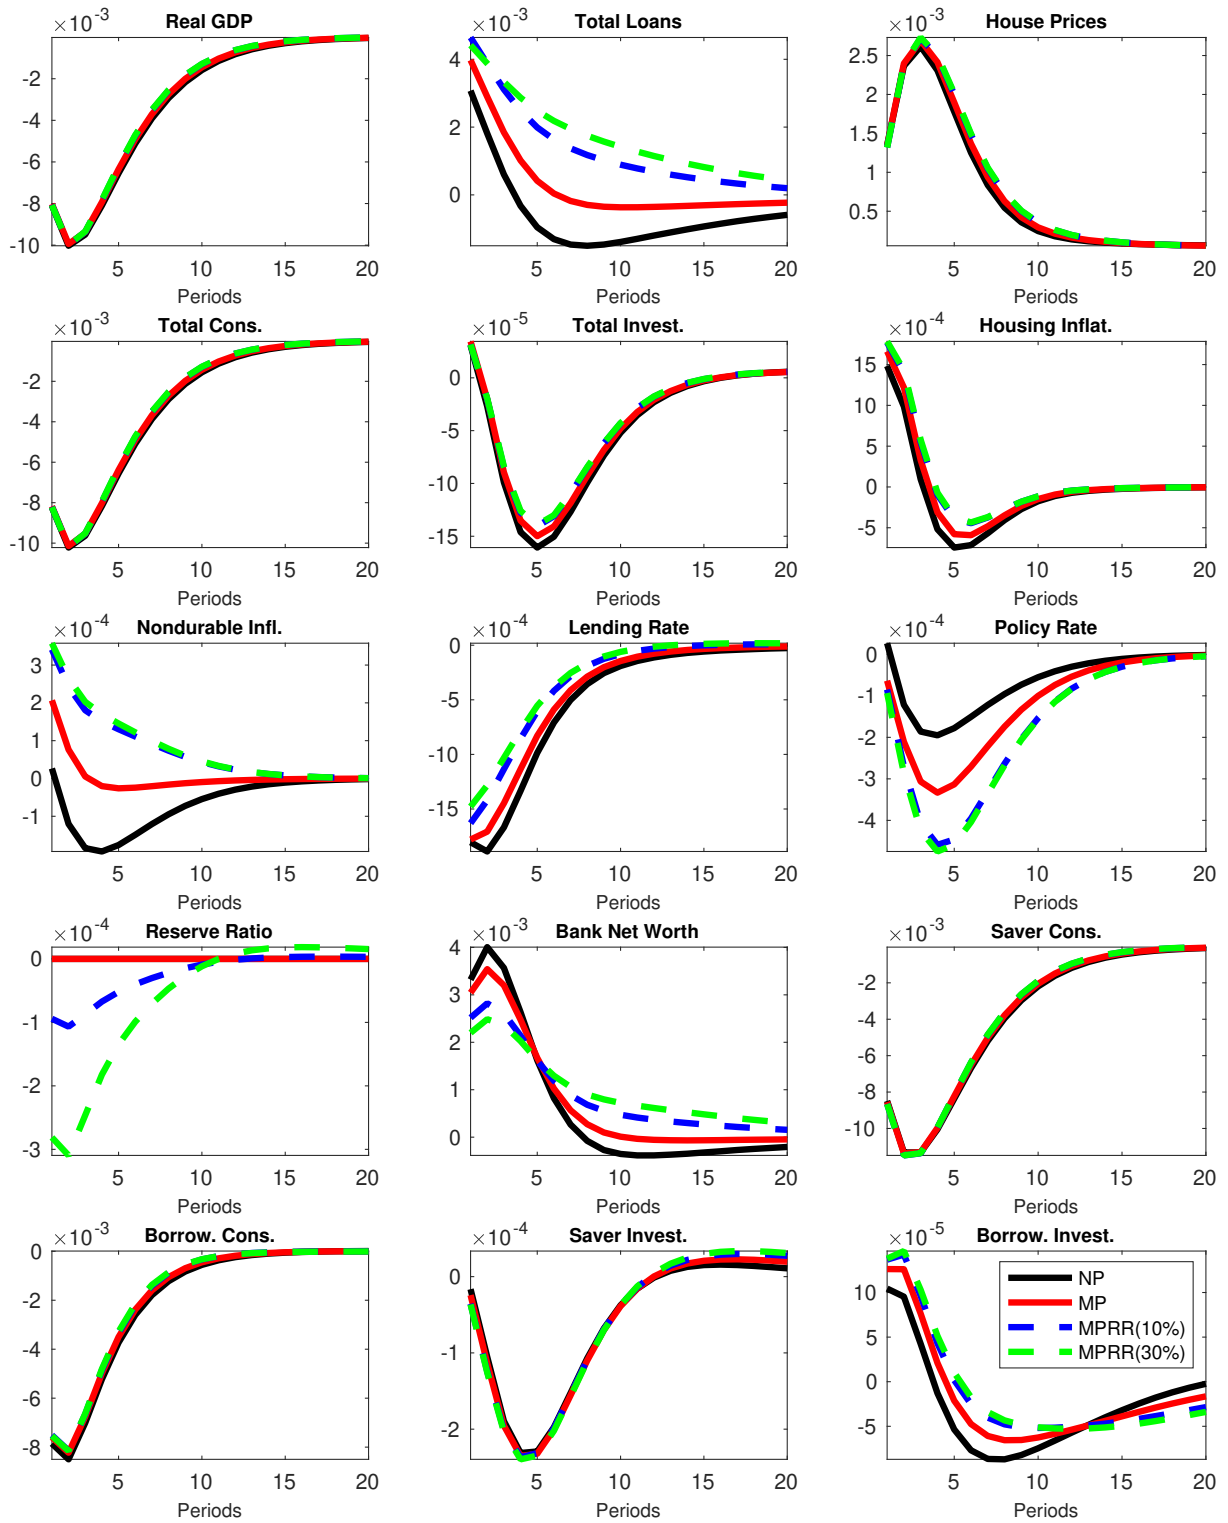 ×10-3 Real GDP
-2
-4
-6
-8
-10
5 10 15 20
Periods
×10-3 Total Loans
4
2
0
5 10 15 20
Periods
×10-3 House Prices
2.5
2
1.5
1
0.5
5 10 15 20
Periods
×10-3 Total Cons.
-2
-4
-6
-8
-10
5 10 15 20
Periods
×10-5 Total Invest.
0
-5
-10
-15
5 10 15 20
Periods
×10-4 Housing Inflat.
15
10
5
0
-5
5 10 15 20
Periods
×10-4 Nondurable Infl.
3
2
1
0
-1
5 10 15 20
Periods
×10-4 Lending Rate
0
-5
-10
-15
5 10 15 20
Periods
×10-4 Policy Rate
0
-1
-2
-3
-4
5 10 15 20
Periods
×10-4 Reserve Ratio
0
-1
-2
-3
5 10 15 20
Periods
×10-3 Bank Net Worth
4
3
2
1
0
5 10 15 20
Periods
×10-3 Saver Cons.
-2
-4
-6
-8
-10
5 10 15 20
Periods
×10-3 Borrow. Cons.
0
-2
-4
-6
-8
5 10 15 20
Periods
×10-4 Saver Invest.
0
-1
-2
5 10 15 20
Periods
×10-5 Borrow. Invest.
10
5
0
-5
5 10 15 20
Periods
NP
MP
MPRR(10%)
MPRR(30%)